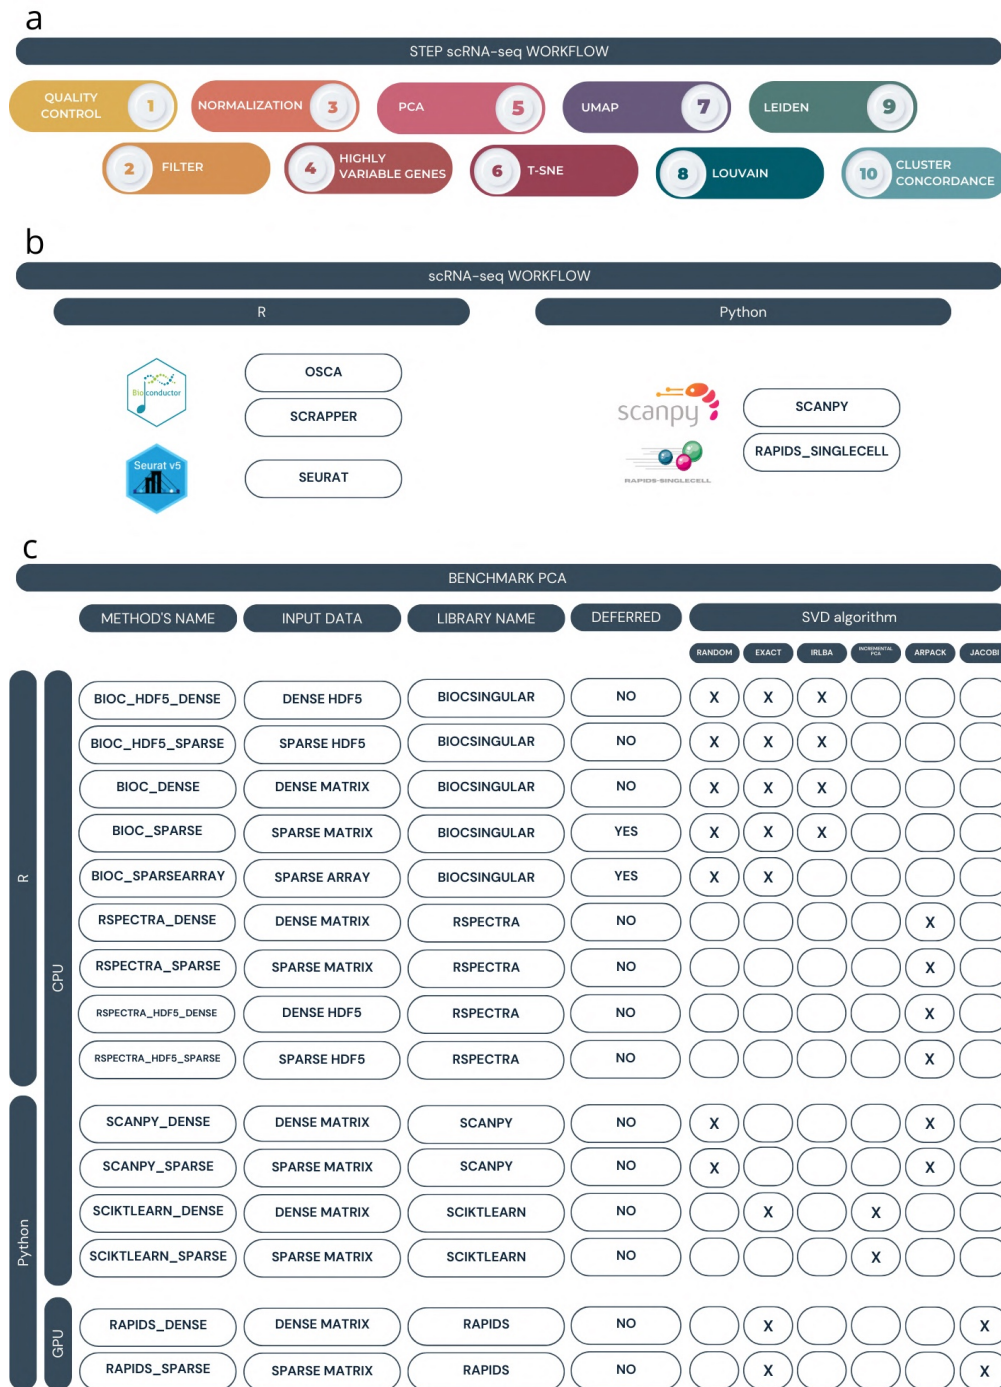 a
STEP scRNA-seq WORKFLOW
QUALITY CONTROL 1
NORMALIZATION 3
PCA 5
UMAP 7
LEIDEN 9
2 FILTER
4 HIGHLY VARIABLE GENES
6 T-SNE
8 LOUVAIN
10 CLUSTER CONCORDANCE
b
scRNA-seq WORKFLOW
R
Python
Bioconductor
OSCA
SCRAPPER
Seurat v5
SEURAT
scanpy
SCANPY
RAPIDS-SINGLECELL
RAPIDS_SINGLECELL
c
BENCHMARK PCA
METHOD'S NAME INPUT DATA LIBRARY NAME DEFERRED SVD algorithm
RANDOM EXACT IRLBA INCREMENTAL PCA ARPACK JACOBI
R
CPU
BIOC_HDF5_DENSE DENSE HDF5 BIOCSINGULAR NO X X X
BIOC_HDF5_SPARSE SPARSE HDF5 BIOCSINGULAR NO X X X
BIOC_DENSE DENSE MATRIX BIOCSINGULAR NO X X X
BIOC_SPARSE SPARSE MATRIX BIOCSINGULAR YES X X X
BIOC_SPARSEARRAY SPARSE ARRAY BIOCSINGULAR YES X X
RSPECTRA_DENSE DENSE MATRIX RSPECTRA NO X
RSPECTRA_SPARSE SPARSE MATRIX RSPECTRA NO X
RSPECTRA_HDF5_DENSE DENSE HDF5 RSPECTRA NO X
RSPECTRA_HDF5_SPARSE SPARSE HDF5 RSPECTRA NO X
Python
SCANPY_DENSE DENSE MATRIX SCANPY NO X X
SCANPY_SPARSE SPARSE MATRIX SCANPY NO X X
SCIKTLEARN_DENSE DENSE MATRIX SCIKTLEARN NO X X
SCIKTLEARN_SPARSE SPARSE MATRIX SCIKTLEARN NO X
GPU
RAPIDS_DENSE DENSE MATRIX RAPIDS NO X X
RAPIDS_SPARSE SPARSE MATRIX RAPIDS NO X X